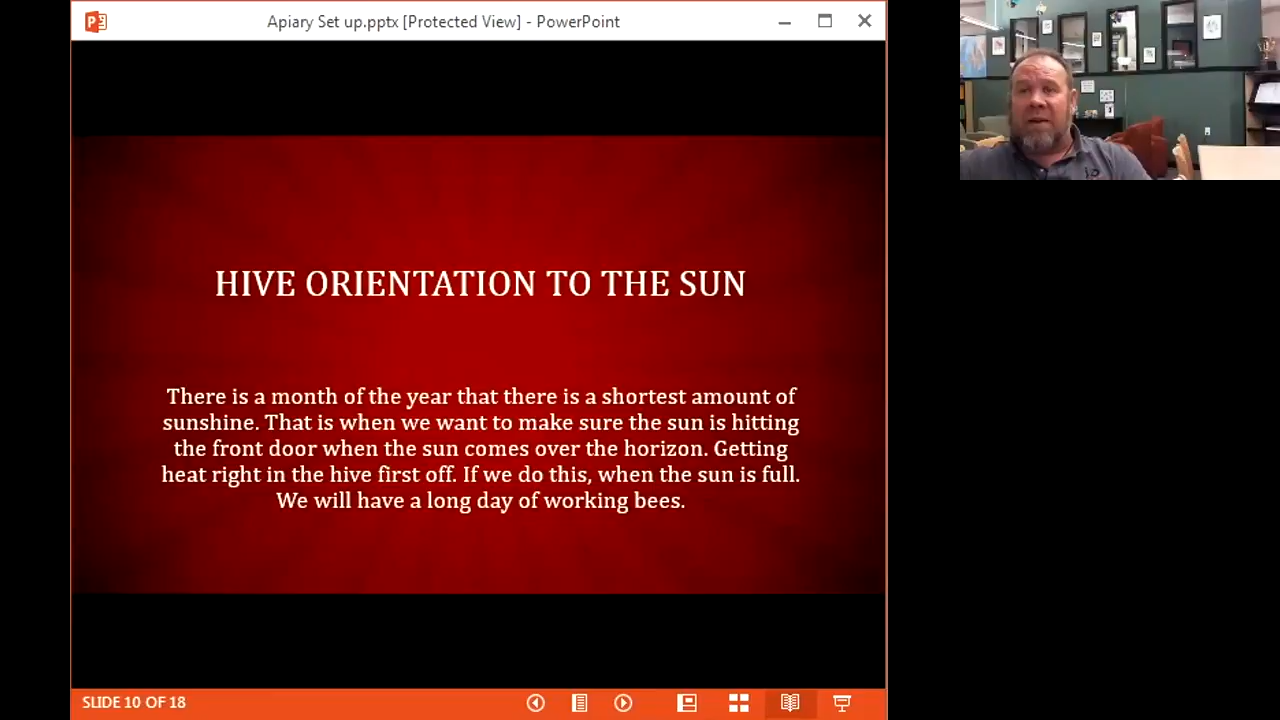 Apiary Set up.pptx [Protected View] - PowerPoint
HIVE ORIENTATION TO THE SUN
There is a month of the year that there is a shortest amount of
sunshine. That is when we want to make sure the sun is hitting
the front door when the sun comes over the horizon. Getting
heat right in the hive first off. If we do this, when the sun is full.
We will have a long day of working bees.
SLIDE 10 OF 18